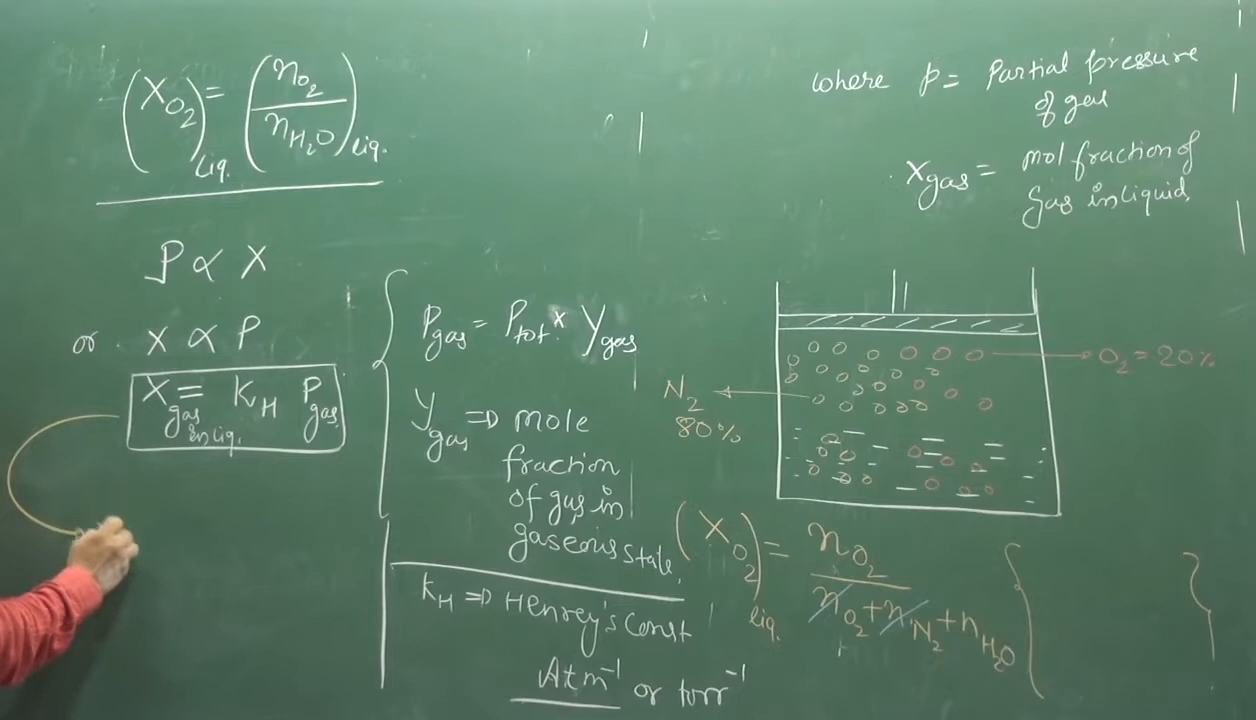 (X_O2)_Liq. = (n_O2 / n_H2O)_Liq.
P ∝ X
or X ∝ P
X_gas in liq. = K_H P_gas
P_gas = P_tot. × Y_gas
Y_gas ⇒ mole
fraction
of gas in
gaseous state.
K_H ⇒ Henrey's Const
Atm⁻¹ or torr⁻¹
where P = Partial pressure
of gas
X_gas = mol fraction of
gas in liquid
O2 = 20%
N2
80%
(X_O2)_liq. = n_O2 / n_O2 + n_N2 + n_H2O